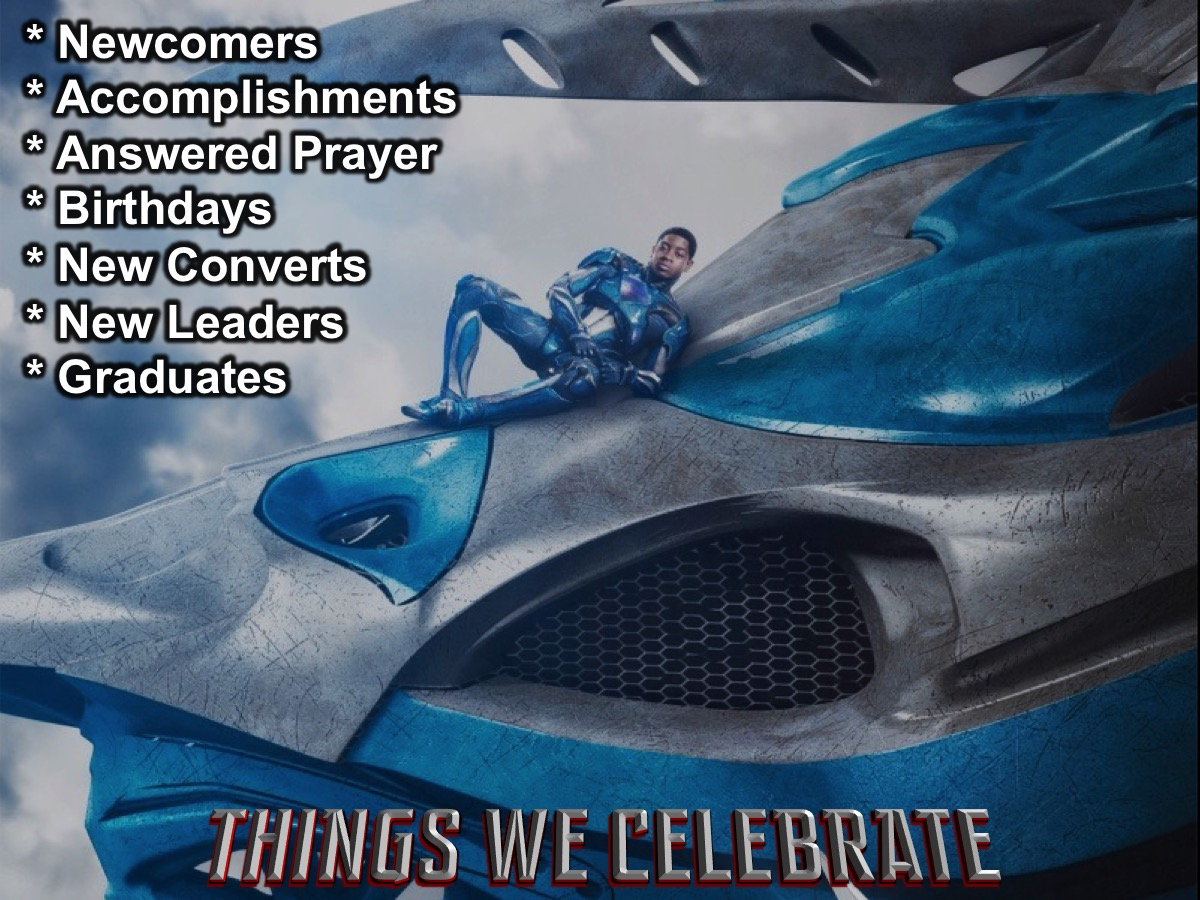 * Newcomers
* Accomplishments
* Answered Prayer
* Birthdays
* New Converts
* New Leaders
* Graduates
THINGS WE CELEBRATE